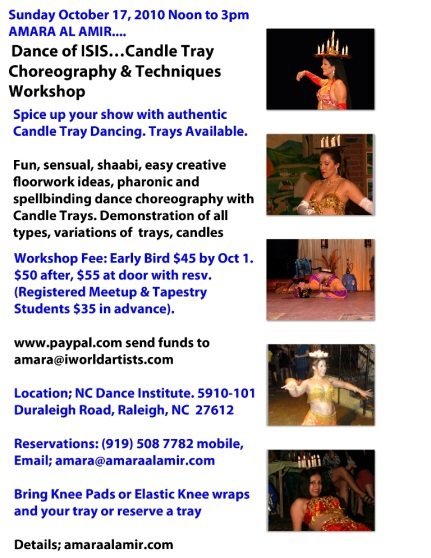 Sunday October 17, 2010 Noon to 3pm
AMARA AL AMIR....
Dance of ISIS...Candle Tray
Choreography & Techniques
Workshop
Spice up your show with authentic
Candle Tray Dancing. Trays Available.
Fun, sensual, shaabi, easy creative
floorwork ideas, pharonic and
spellbinding dance choreography with
Candle Trays. Demonstration of all
types, variations of trays, candles
Workshop Fee: Early Bird $45 by Oct 1.
$50 after, $55 at door with resv.
(Registered Meetup & Tapestry
Students $35 in advance).
www.paypal.com send funds to
amara@iworldartists.com
Location; NC Dance Institute. 5910-101
Duraleigh Road, Raleigh, NC 27612
Reservations: (919) 508 7782 mobile,
Email; amara@amaraalamir.com
Bring Knee Pads or Elastic Knee wraps
and your tray or reserve a tray
Details; amaraalamir.com